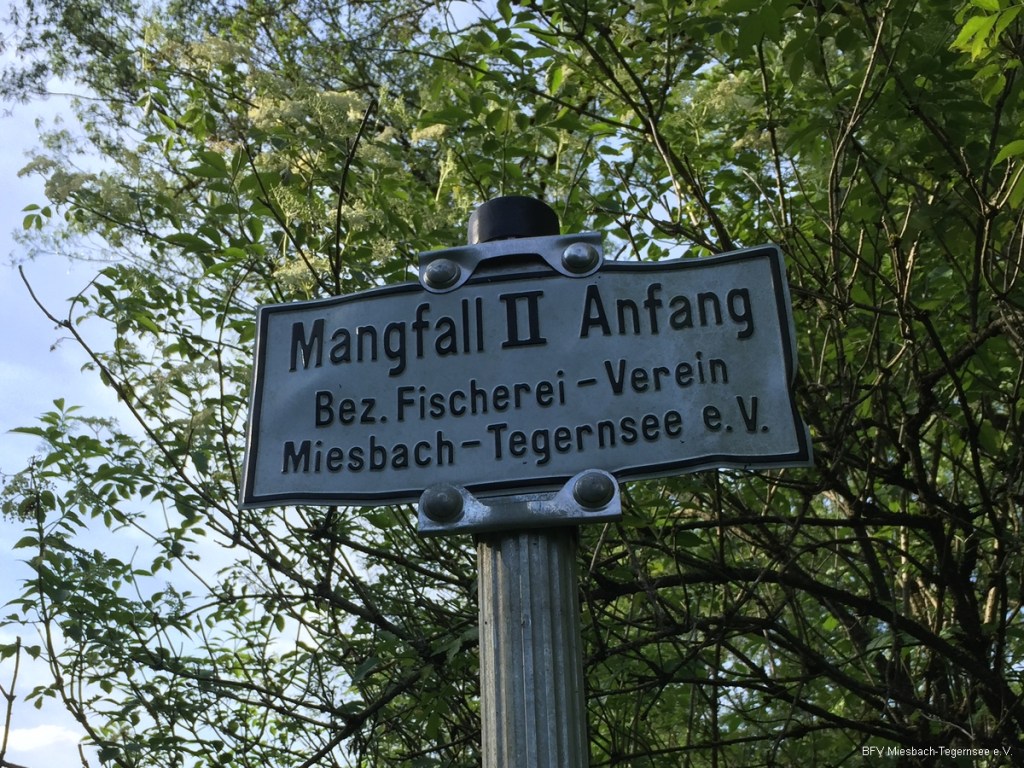 Mangfall II Anfang
Bez. Fischerei-Verein
Miesbach-Tegernsee e.V.
BFV Miesbach-Tegernsee e.V.